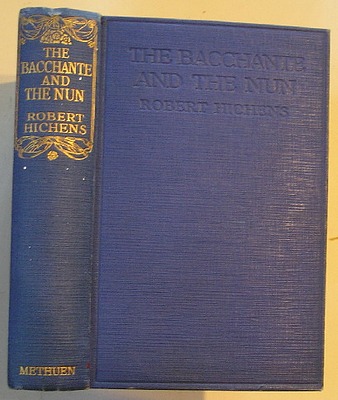 THE
BACCHANTE
AND
THE NUN
ROBERT
HICHENS
METHUEN
THE BACCHANTE
AND THE NUN
ROBERT HICHENS